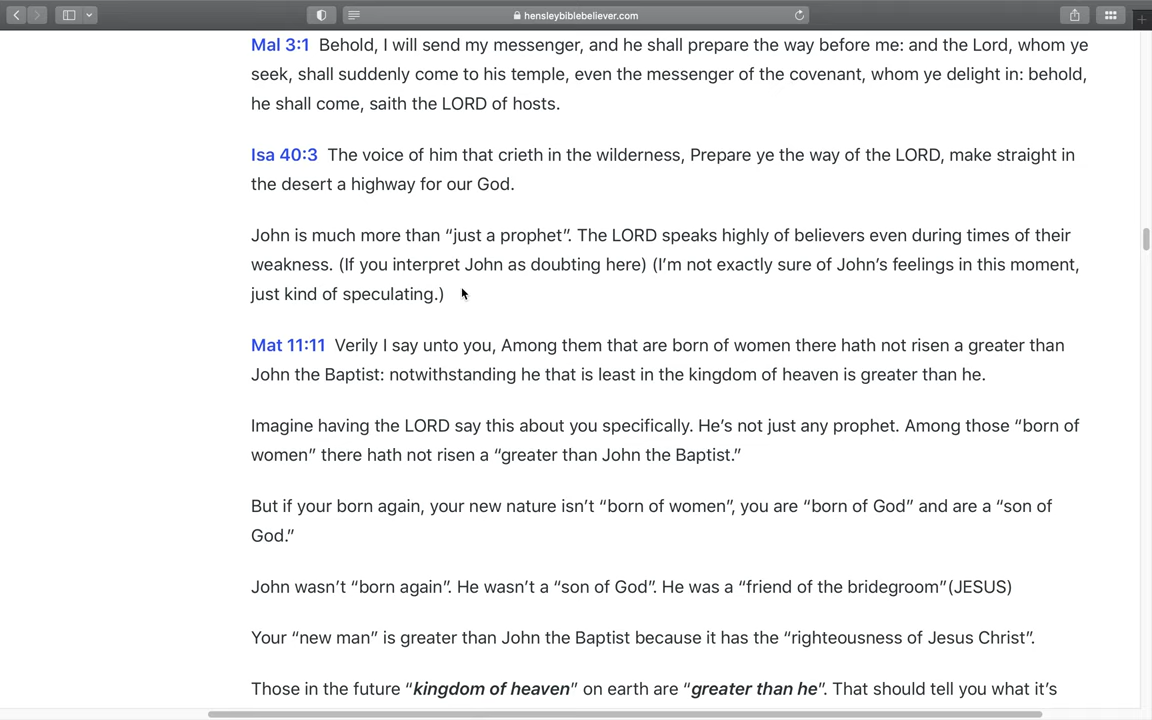 hensleybiblebeliever.com
Mal 3:1 Behold, I will send my messenger, and he shall prepare the way before me: and the Lord, whom ye
seek, shall suddenly come to his temple, even the messenger of the covenant, whom ye delight in: behold,
he shall come, saith the LORD of hosts.
Isa 40:3 The voice of him that crieth in the wilderness, Prepare ye the way of the LORD, make straight in
the desert a highway for our God.
John is much more than “just a prophet”. The LORD speaks highly of believers even during times of their
weakness. (If you interpret John as doubting here) (I’m not exactly sure of John’s feelings in this moment,
just kind of speculating.)
Mat 11:11 Verily I say unto you, Among them that are born of women there hath not risen a greater than
John the Baptist: notwithstanding he that is least in the kingdom of heaven is greater than he.
Imagine having the LORD say this about you specifically. He’s not just any prophet. Among those “born of
women” there hath not risen a “greater than John the Baptist.”
But if your born again, your new nature isn’t “born of women”, you are “born of God” and are a “son of
God.”
John wasn’t “born again”. He wasn’t a “son of God”. He was a “friend of the bridegroom”(JESUS)
Your “new man” is greater than John the Baptist because it has the “righteousness of Jesus Christ”.
Those in the future “kingdom of heaven” on earth are “greater than he”. That should tell you what it’s